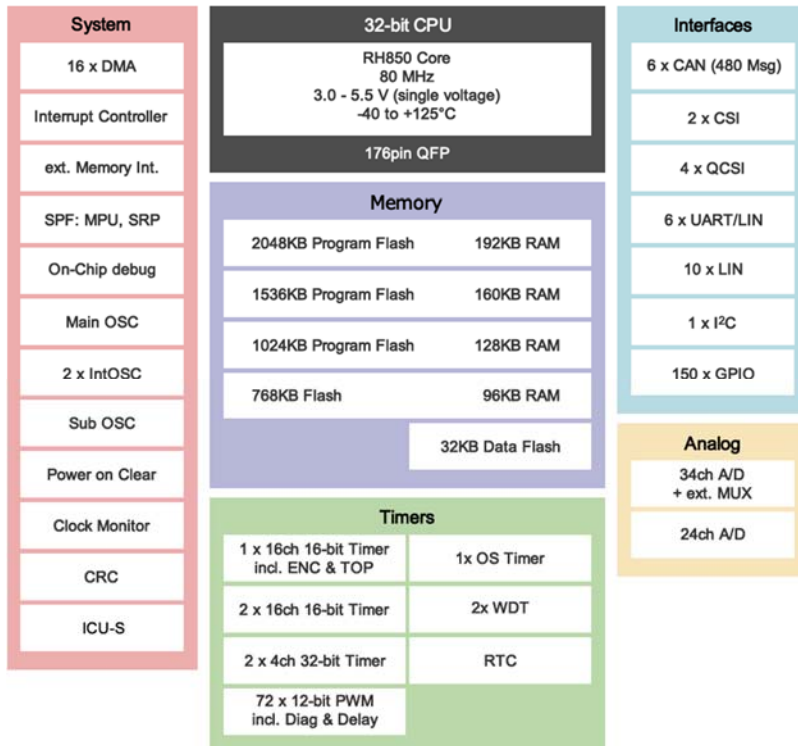 System
16 x DMA
Interrupt Controller
ext. Memory Int.
SPF: MPU, SRP
On-Chip debug
Main OSC
2 x IntOSC
Sub OSC
Power on Clear
Clock Monitor
CRC
ICU-S
32-bit CPU
RH850 Core
80 MHz
3.0 - 5.5 V (single voltage)
-40 to +125°C
176pin QFP
Memory
2048KB Program Flash 192KB RAM
1536KB Program Flash 160KB RAM
1024KB Program Flash 128KB RAM
768KB Flash 96KB RAM
32KB Data Flash
Timers
1 x 16ch 16-bit Timer
incl. ENC & TOP
1x OS Timer
2 x 16ch 16-bit Timer
2x WDT
2 x 4ch 32-bit Timer
RTC
72 x 12-bit PWM
incl. Diag & Delay
Interfaces
6 x CAN (480 Msg)
2 x CSI
4 x QCSI
6 x UART/LIN
10 x LIN
1 x I²C
150 x GPIO
Analog
34ch A/D
+ ext. MUX
24ch A/D